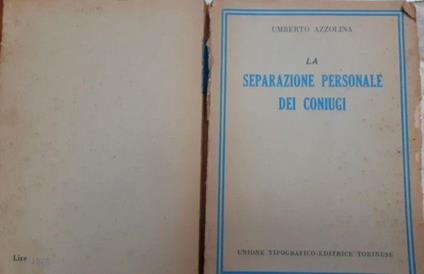 UMBERTO AZZOLINA
LA
SEPARAZIONE PERSONALE
DEI CONIUGI
UNIONE TIPOGRAFICO-EDITRICE TORINESE
Lire